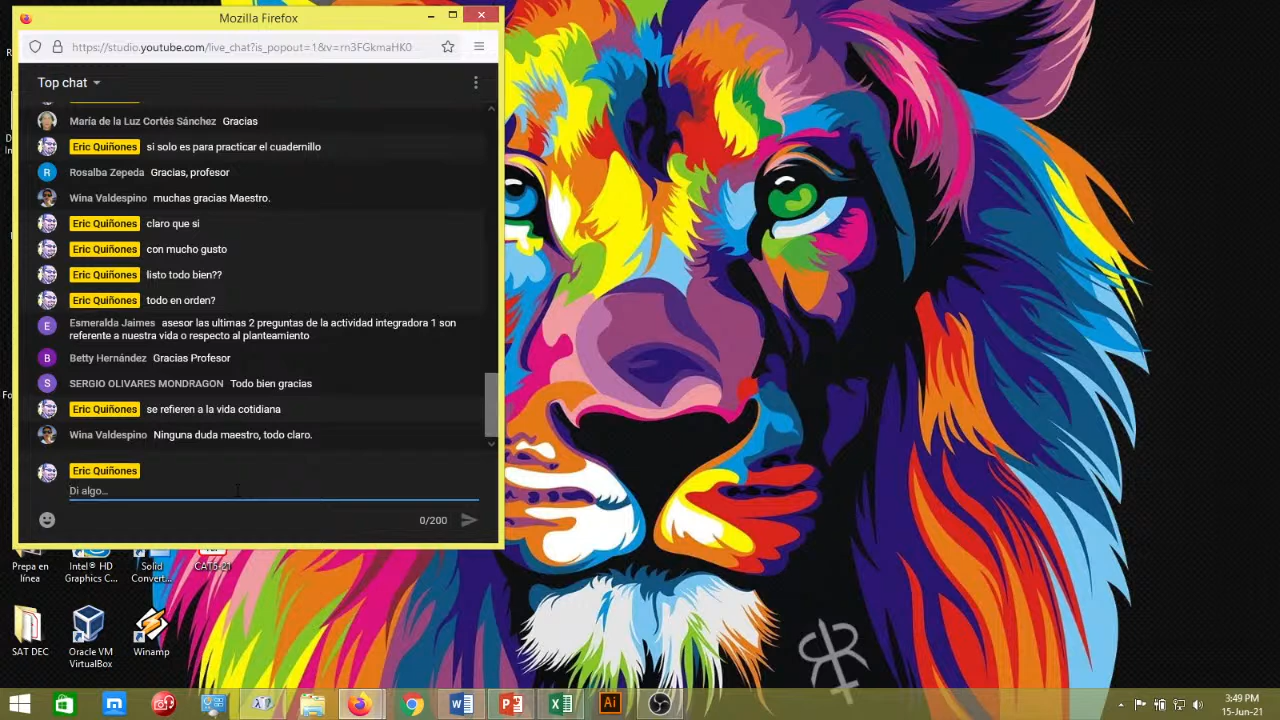 Mozilla Firefox
https://studio.youtube.com/live_chat?is_popout=1&v=rn3FGkmaHK0
Top chat
María de la Luz Cortés Sánchez Gracias
Eric Quiñones si solo es para practicar el cuadernillo
Rosalba Zepeda Gracias, profesor
Wina Valdespino muchas gracias Maestro.
Eric Quiñones claro que si
Eric Quiñones con mucho gusto
Eric Quiñones listo todo bien??
Eric Quiñones todo en orden?
Esmeralda Jaimes asesor las ultimas 2 preguntas de la actividad integradora 1 son
referente a nuestra vida o respecto al planteamiento
Betty Hernández Gracias Profesor
SERGIO OLIVARES MONDRAGON Todo bien gracias
Eric Quiñones se refieren a la vida cotidiana
Wina Valdespino Ninguna duda maestro, todo claro.
Eric Quiñones
Di algo...
0/200
Prepa en
línea
Intel® HD
Graphics C...
Solid
Convert...
CAT6-21
SAT DEC
Oracle VM
VirtualBox
Winamp
Ai
3:49 PM
15-Jun-21